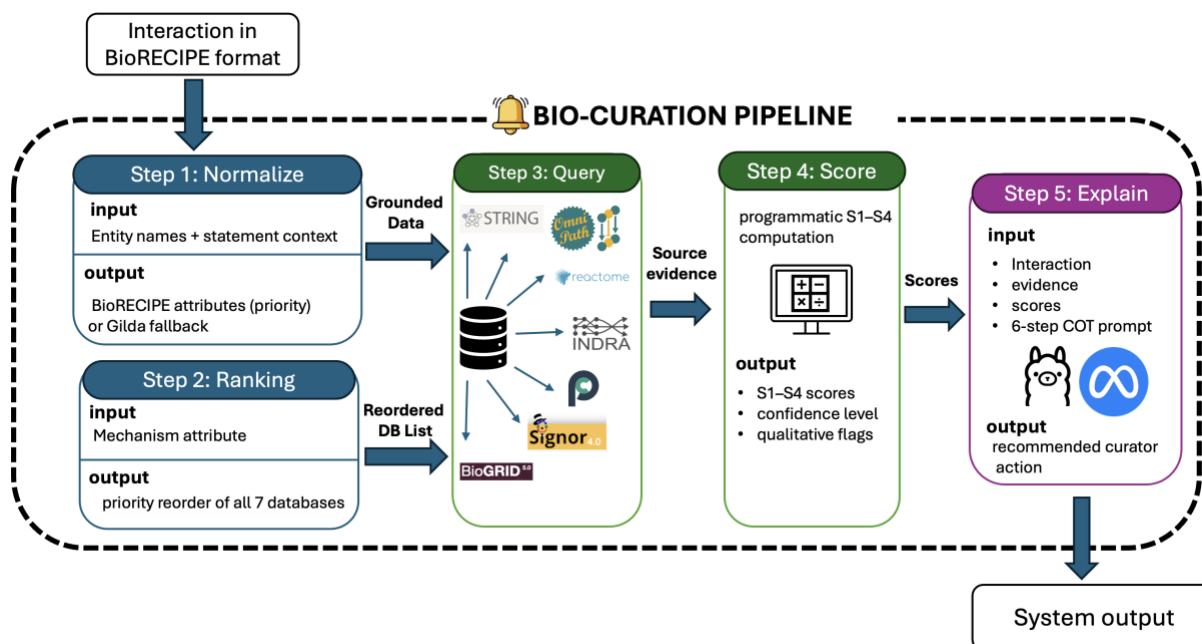 Interaction in
BioRECIPE format
BIO-CURATION PIPELINE
Step 1: Normalize
input
Entity names + statement context
output
BioRECIPE attributes (priority)
or Gilda fallback
Step 2: Ranking
input
Mechanism attribute
output
priority reorder of all 7 databases
Grounded
Data
Reordered
DB List
Step 3: Query
STRING
Omni
Path
reactome
INDRA
Signor 4.0
BioGRID 5.0
Source
evidence
Step 4: Score
programmatic S1–S4
computation
output
• S1–S4 scores
• confidence level
• qualitative flags
Scores
Step 5: Explain
input
• Interaction
• evidence
• scores
• 6-step COT prompt
output
recommended curator
action
System output